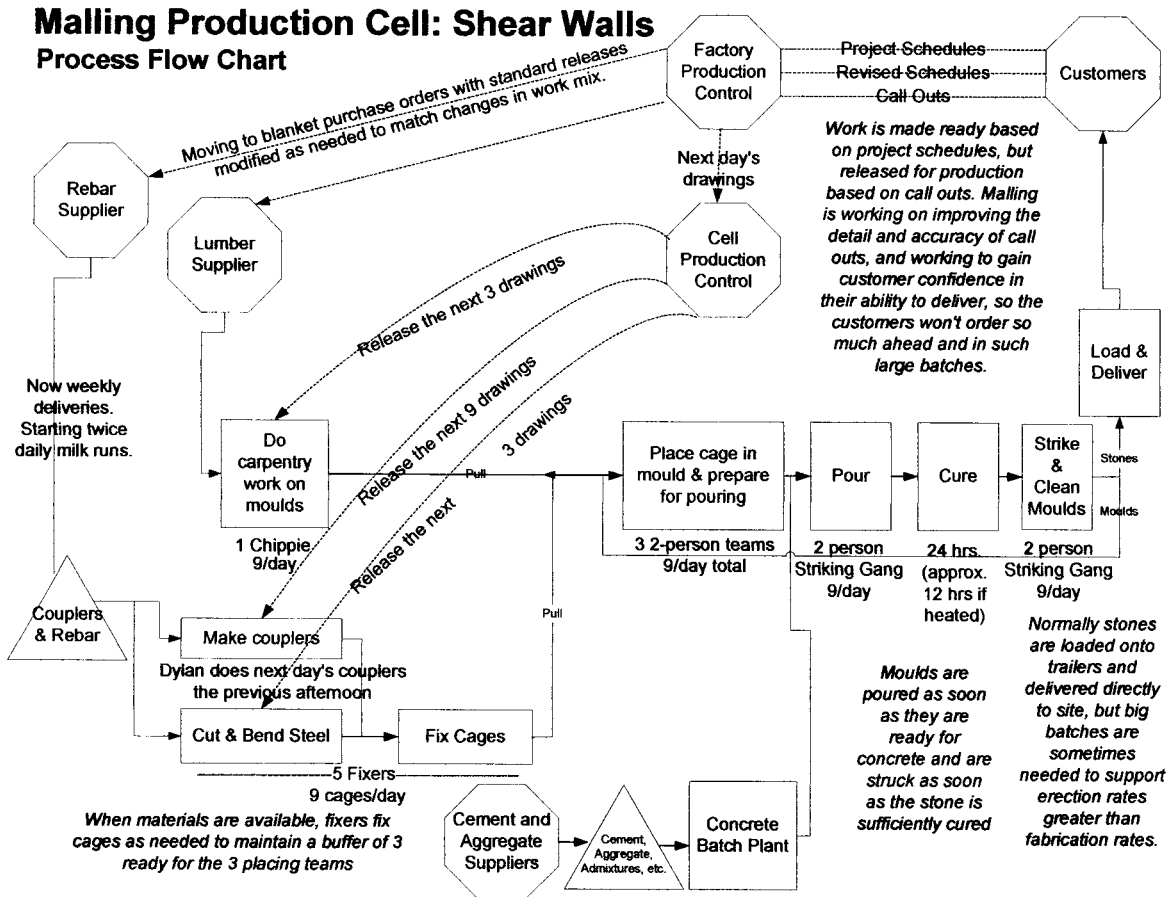 Malling Production Cell: Shear Walls
Process Flow Chart
Factory
Production
Control
Project Schedules
Revised Schedules
Call Outs
Customers
Moving to blanket purchase orders with standard releases
modified as needed to match changes in work mix.
Next day's
drawings
Work is made ready based
on project schedules, but
released for production
based on call outs. Malling
is working on improving the
detail and accuracy of call
outs, and working to gain
customer confidence in
their ability to deliver, so the
customers won't order so
much ahead and in such
large batches.
Rebar
Supplier
Lumber
Supplier
Cell
Production
Control
Release the next 3 drawings
Release the next 9 drawings
Release the next
3 drawings
Load &
Deliver
Now weekly
deliveries.
Starting twice
daily milk runs.
Do
carpentry
work on
moulds
1 Chippie
9/day
Pull
Place cage in
mould & prepare
for pouring
3 2-person teams
9/day total
Pour
2 person
Striking Gang
9/day
Cure
24 hrs.
(approx.
12 hrs if
heated)
Strike
&
Clean
Moulds
2 person
Striking Gang
9/day
Stones
Moulds
Couplers
& Rebar
Make couplers
Dylan does next day's couplers
the previous afternoon
Pull
Cut & Bend Steel
Fix Cages
5 Fixers
9 cages/day
When materials are available, fixers fix
cages as needed to maintain a buffer of 3
ready for the 3 placing teams
Cement and
Aggregate
Suppliers
Cement,
Aggregate,
Admixtures, etc.
Concrete
Batch Plant
Moulds are
poured as soon
as they are
ready for
concrete and are
struck as soon
as the stone is
sufficiently cured
Normally stones
are loaded onto
trailers and
delivered directly
to site, but big
batches are
sometimes
needed to support
erection rates
greater than
fabrication rates.